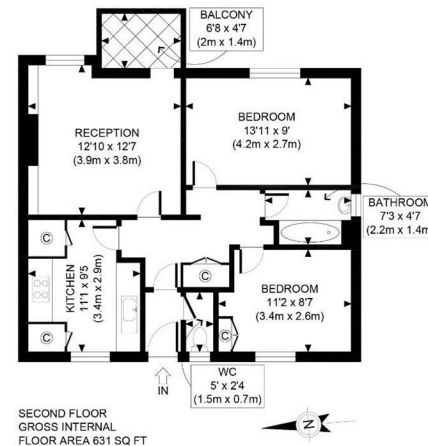 BALCONY
6'8 x 4'7
(2m x 1.4m)
RECEPTION
12'10 x 12'7
(3.9m x 3.8m)
BEDROOM
13'11 x 9'
(4.2m x 2.7m)
BATHROOM
7'3 x 4'7
(2.2m x 1.4m
KITCHEN
11'1 x 9'5
(3.4m x 2.9m)
C
C
C
C
BEDROOM
11'2 x 8'7
(3.4m x 2.6m)
WC
5' x 2'4
(1.5m x 0.7m)
IN
N
SECOND FLOOR
GROSS INTERNAL
FLOOR AREA 631 SQ FT